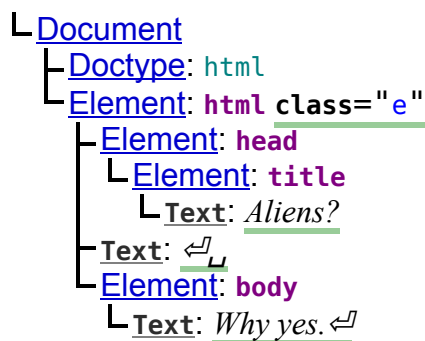 Document
Doctype: html
Element: html class="e"
Element: head
Element: title
Text: Aliens?
Text: ⏎␣
Element: body
Text: Why yes.⏎